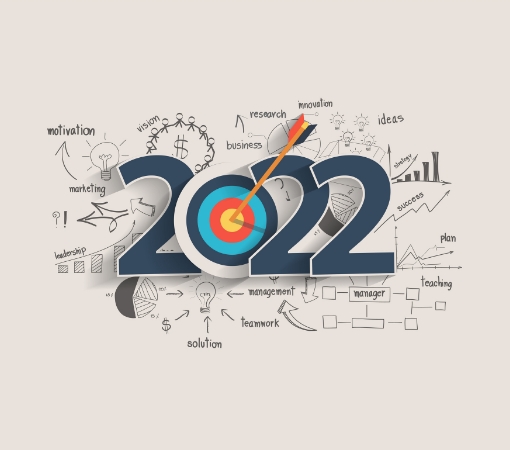 innovation
research
motivation
vision
ideas
business
$
strategy
marketing
?!
success
leadership
2022
plan
teaching
management
manager
$
teamwork
solution